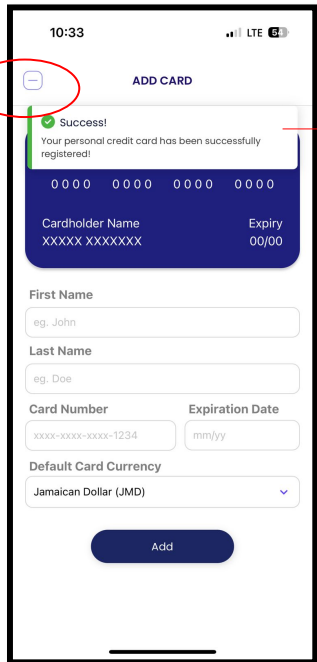 10:33 LTE 54
ADD CARD
Success!
Your personal credit card has been successfully
registered!
0000 0000 0000 0000
Cardholder Name Expiry
XXXXX XXXXXXX 00/00
First Name
eg. John
Last Name
eg. Doe
Card Number Expiration Date
xxxx-xxxx-xxx-1234 mm/yy
Default Card Currency
Jamaican Dollar (JMD)
Add